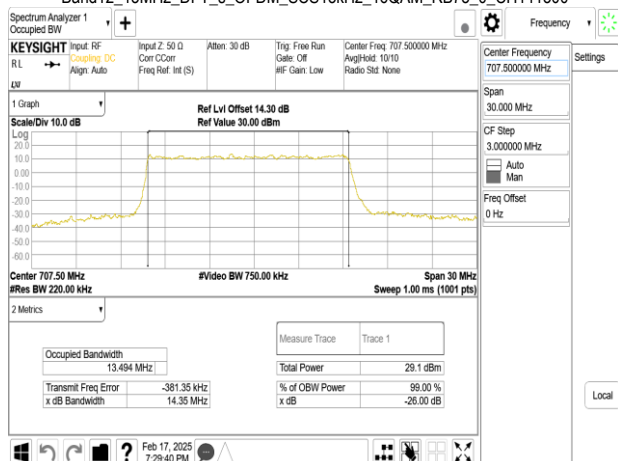 Spectrum Analyzer 1
Occupied BW
Frequency
KEYSIGHT
Input: RF
Coupling: DC
Align: Auto
Input Z: 50 Ω
Corr CCorr
Freq Ref: Int (S)
Atten: 30 dB
Trig: Free Run
Gate: Off
#IF Gain: Low
Center Freq: 707.500000 MHz
Avg|Hold: 10/10
Radio Std: None
RL
LXI
Center Frequency
707.500000 MHz
Settings
Span
30.000 MHz
CF Step
3.000000 MHz
Auto
Man
Freq Offset
0 Hz
Local
1 Graph
Scale/Div 10.0 dB
Ref Lvl Offset 14.30 dB
Ref Value 30.00 dBm
Log
20.0
10.0
0.00
-10.0
-20.0
-30.0
-40.0
-50.0
-60.0
Center 707.50 MHz
#Res BW 220.00 kHz
#Video BW 750.00 kHz
Span 30 MHz
Sweep 1.00 ms (1001 pts)
2 Metrics
Measure Trace Trace 1
Occupied Bandwidth
13.494 MHz
Total Power 29.1 dBm
Transmit Freq Error -381.35 kHz
% of OBW Power 99.00 %
x dB Bandwidth 14.35 MHz
x dB -26.00 dB
Feb 17, 2025
7:29:40 PM